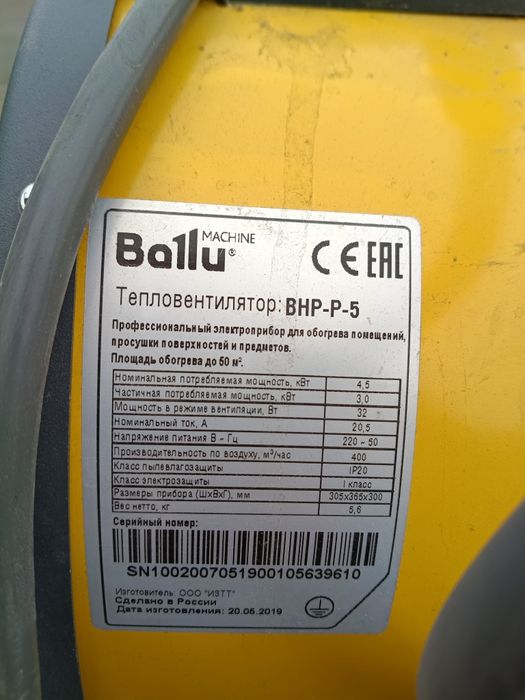 Ballu® MACHINE CE EAC
Тепловентилятор: BHP-P-5
Профессиональный электроприбор для обогрева помещений,
просушки поверхностей и предметов.
Площадь обогрева до 50 м².
Номинальная потребляемая мощность, кВт 4,5
Частичная потребляемая мощность, кВт 3,0
Мощность в режиме вентиляции, Вт 32
Номинальный ток, А 20,5
Напряжение питания В ~ Гц 220 ~ 50
Производительность по воздуху, м³/час 400
Класс пылевлагозащиты IP20
Класс электрозащиты I класс
Размеры прибора (ШхВхГ), мм 305х365х300
Вес нетто, кг 5,6
Серийный номер:
SN1002007051900105639610
Изготовитель: ООО "ИЗТТ"
Сделано в России
Дата изготовления: 20.05.2019